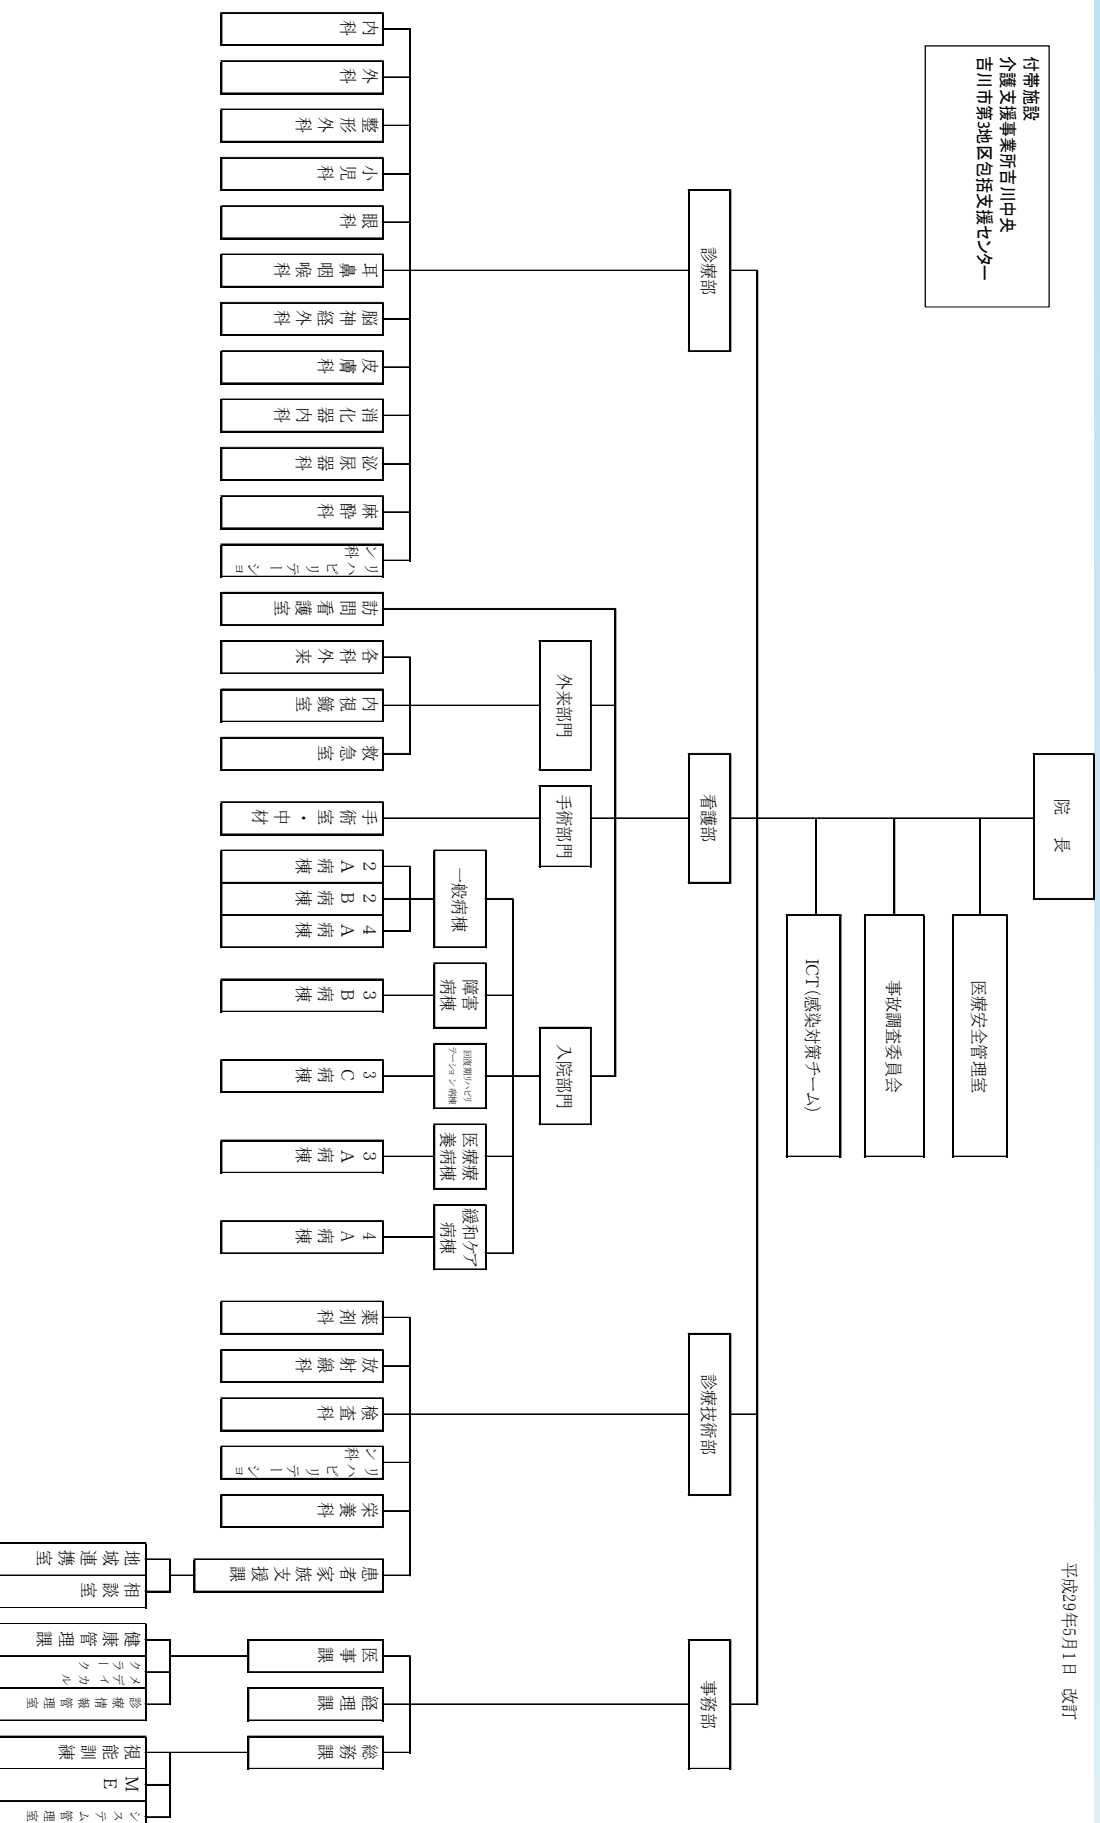 平成29年5月1日 改訂
付帯施設
介護支援事業所吉川中央
吉川市第3地区包括支援センター
院 長
医療安全管理室
事故調査委員会
ICT(感染対策チーム)
診療部
看護部
診療技術部
事務部
外来部門
手術部門
入院部門
一般病棟
障害
病棟
回復期リハビリ
テーション病棟
医療療
養病棟
緩和ケア
病棟
内科
外科
整形外科
小児科
眼科
耳鼻咽喉科
脳神経外科
皮膚科
消化器内科
泌尿器科
麻酔科
リハビリテーショ
ン科
訪問看護室
各科外来
内視鏡室
救急室
手術室・中材
2A病棟
2B病棟
4A病棟
3B病棟
3C病棟
3A病棟
4A病棟
薬剤科
放射線科
検査科
リハビリテーショ
ン科
栄養科
患者家族支援課
医事課
経理課
総務課
地域連携室
相談室
健康管理課
メディカル
クラーク
診療情報管理室
視能訓練
ME
システム管理室